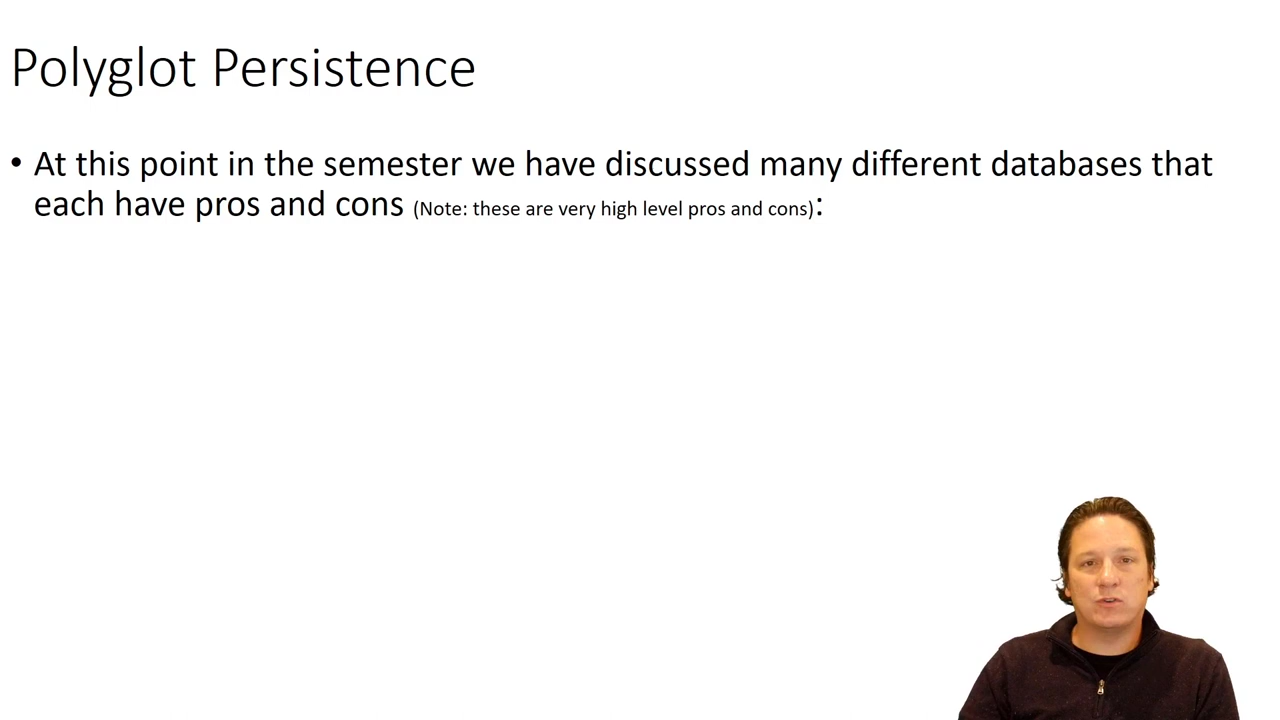 Polyglot Persistence
• At this point in the semester we have discussed many different databases that
each have pros and cons (Note: these are very high level pros and cons):